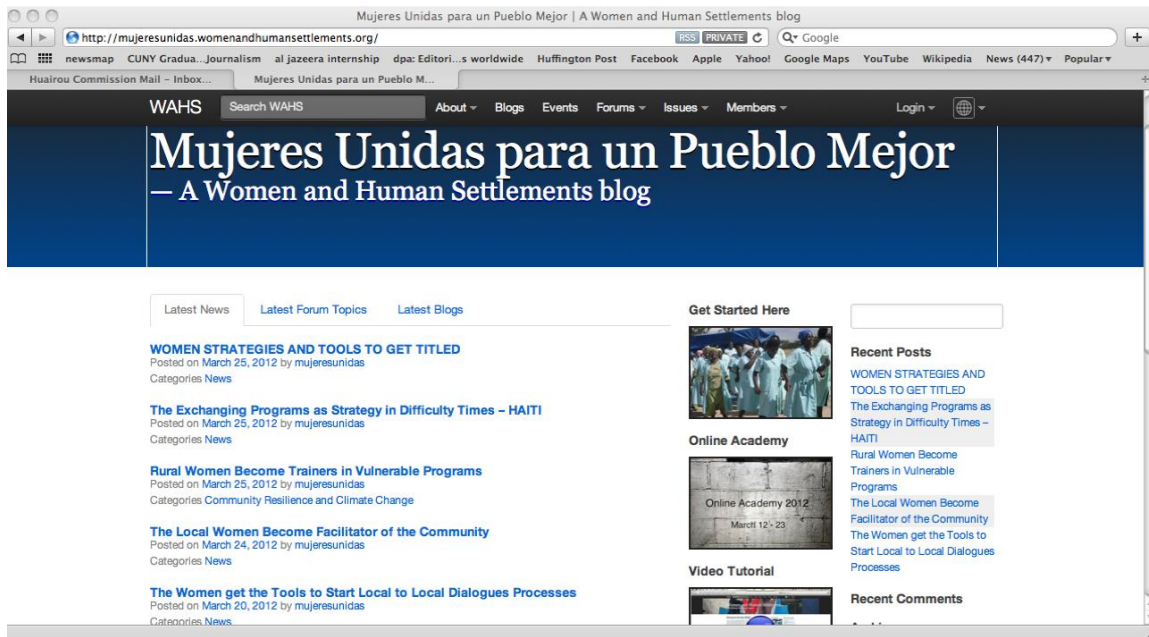 Mujeres Unidas para un Pueblo Mejor | A Women and Human Settlements blog
http://mujeresunidas.womenandhumansettlements.org/ RSS PRIVATE Google
newsmap CUNY Gradua...Journalism al jazeera internship dpa: Editori...s worldwide Huffington Post Facebook Apple Yahoo! Google Maps YouTube Wikipedia News (447) Popular
Huairou Commission Mail – Inbox... Mujeres Unidas para un Pueblo M...
WAHS Search WAHS About Blogs Events Forums Issues Members Login
Mujeres Unidas para un Pueblo Mejor
— A Women and Human Settlements blog
Latest News Latest Forum Topics Latest Blogs
WOMEN STRATEGIES AND TOOLS TO GET TITLED
Posted on March 25, 2012 by mujeresunidas
Categories News
The Exchanging Programs as Strategy in Difficulty Times – HAITI
Posted on March 25, 2012 by mujeresunidas
Categories News
Rural Women Become Trainers in Vulnerable Programs
Posted on March 25, 2012 by mujeresunidas
Categories Community Resilience and Climate Change
The Local Women Become Facilitator of the Community
Posted on March 24, 2012 by mujeresunidas
Categories News
The Women get the Tools to Start Local to Local Dialogues Processes
Posted on March 20, 2012 by mujeresunidas
Categories News
Get Started Here
Online Academy
Online Academy 2012
March 12 - 23
Video Tutorial
Recent Posts
WOMEN STRATEGIES AND
TOOLS TO GET TITLED
The Exchanging Programs as
Strategy in Difficulty Times –
HAITI
Rural Women Become
Trainers in Vulnerable
Programs
The Local Women Become
Facilitator of the Community
The Women get the Tools to
Start Local to Local Dialogues
Processes
Recent Comments